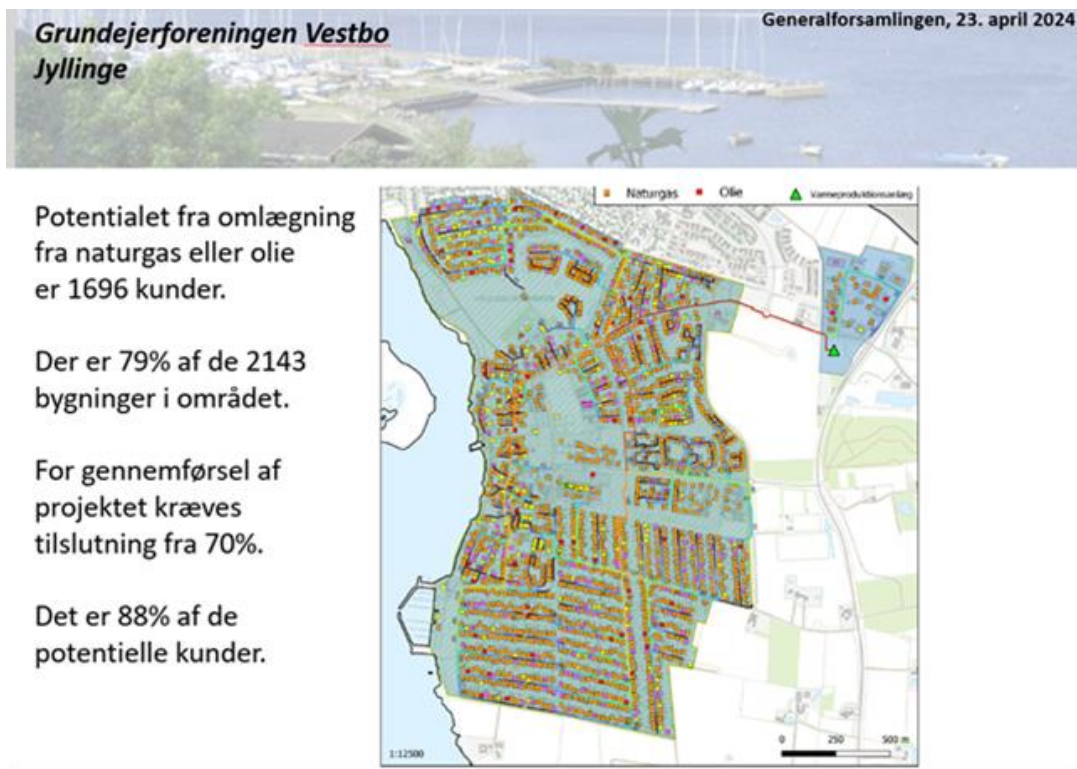 Grundejerforeningen Vestbo
Jyllinge
Generalforsamlingen, 23. april 2024
Potentialet fra omlægning
fra naturgas eller olie
er 1696 kunder.
Der er 79% af de 2143
bygninger i området.
For gennemførsel af
projektet kræves
tilslutning fra 70%.
Det er 88% af de
potentielle kunder.
Naturgas Olie Varmeproduktionsanlæg
1:12500
0 250 500 m